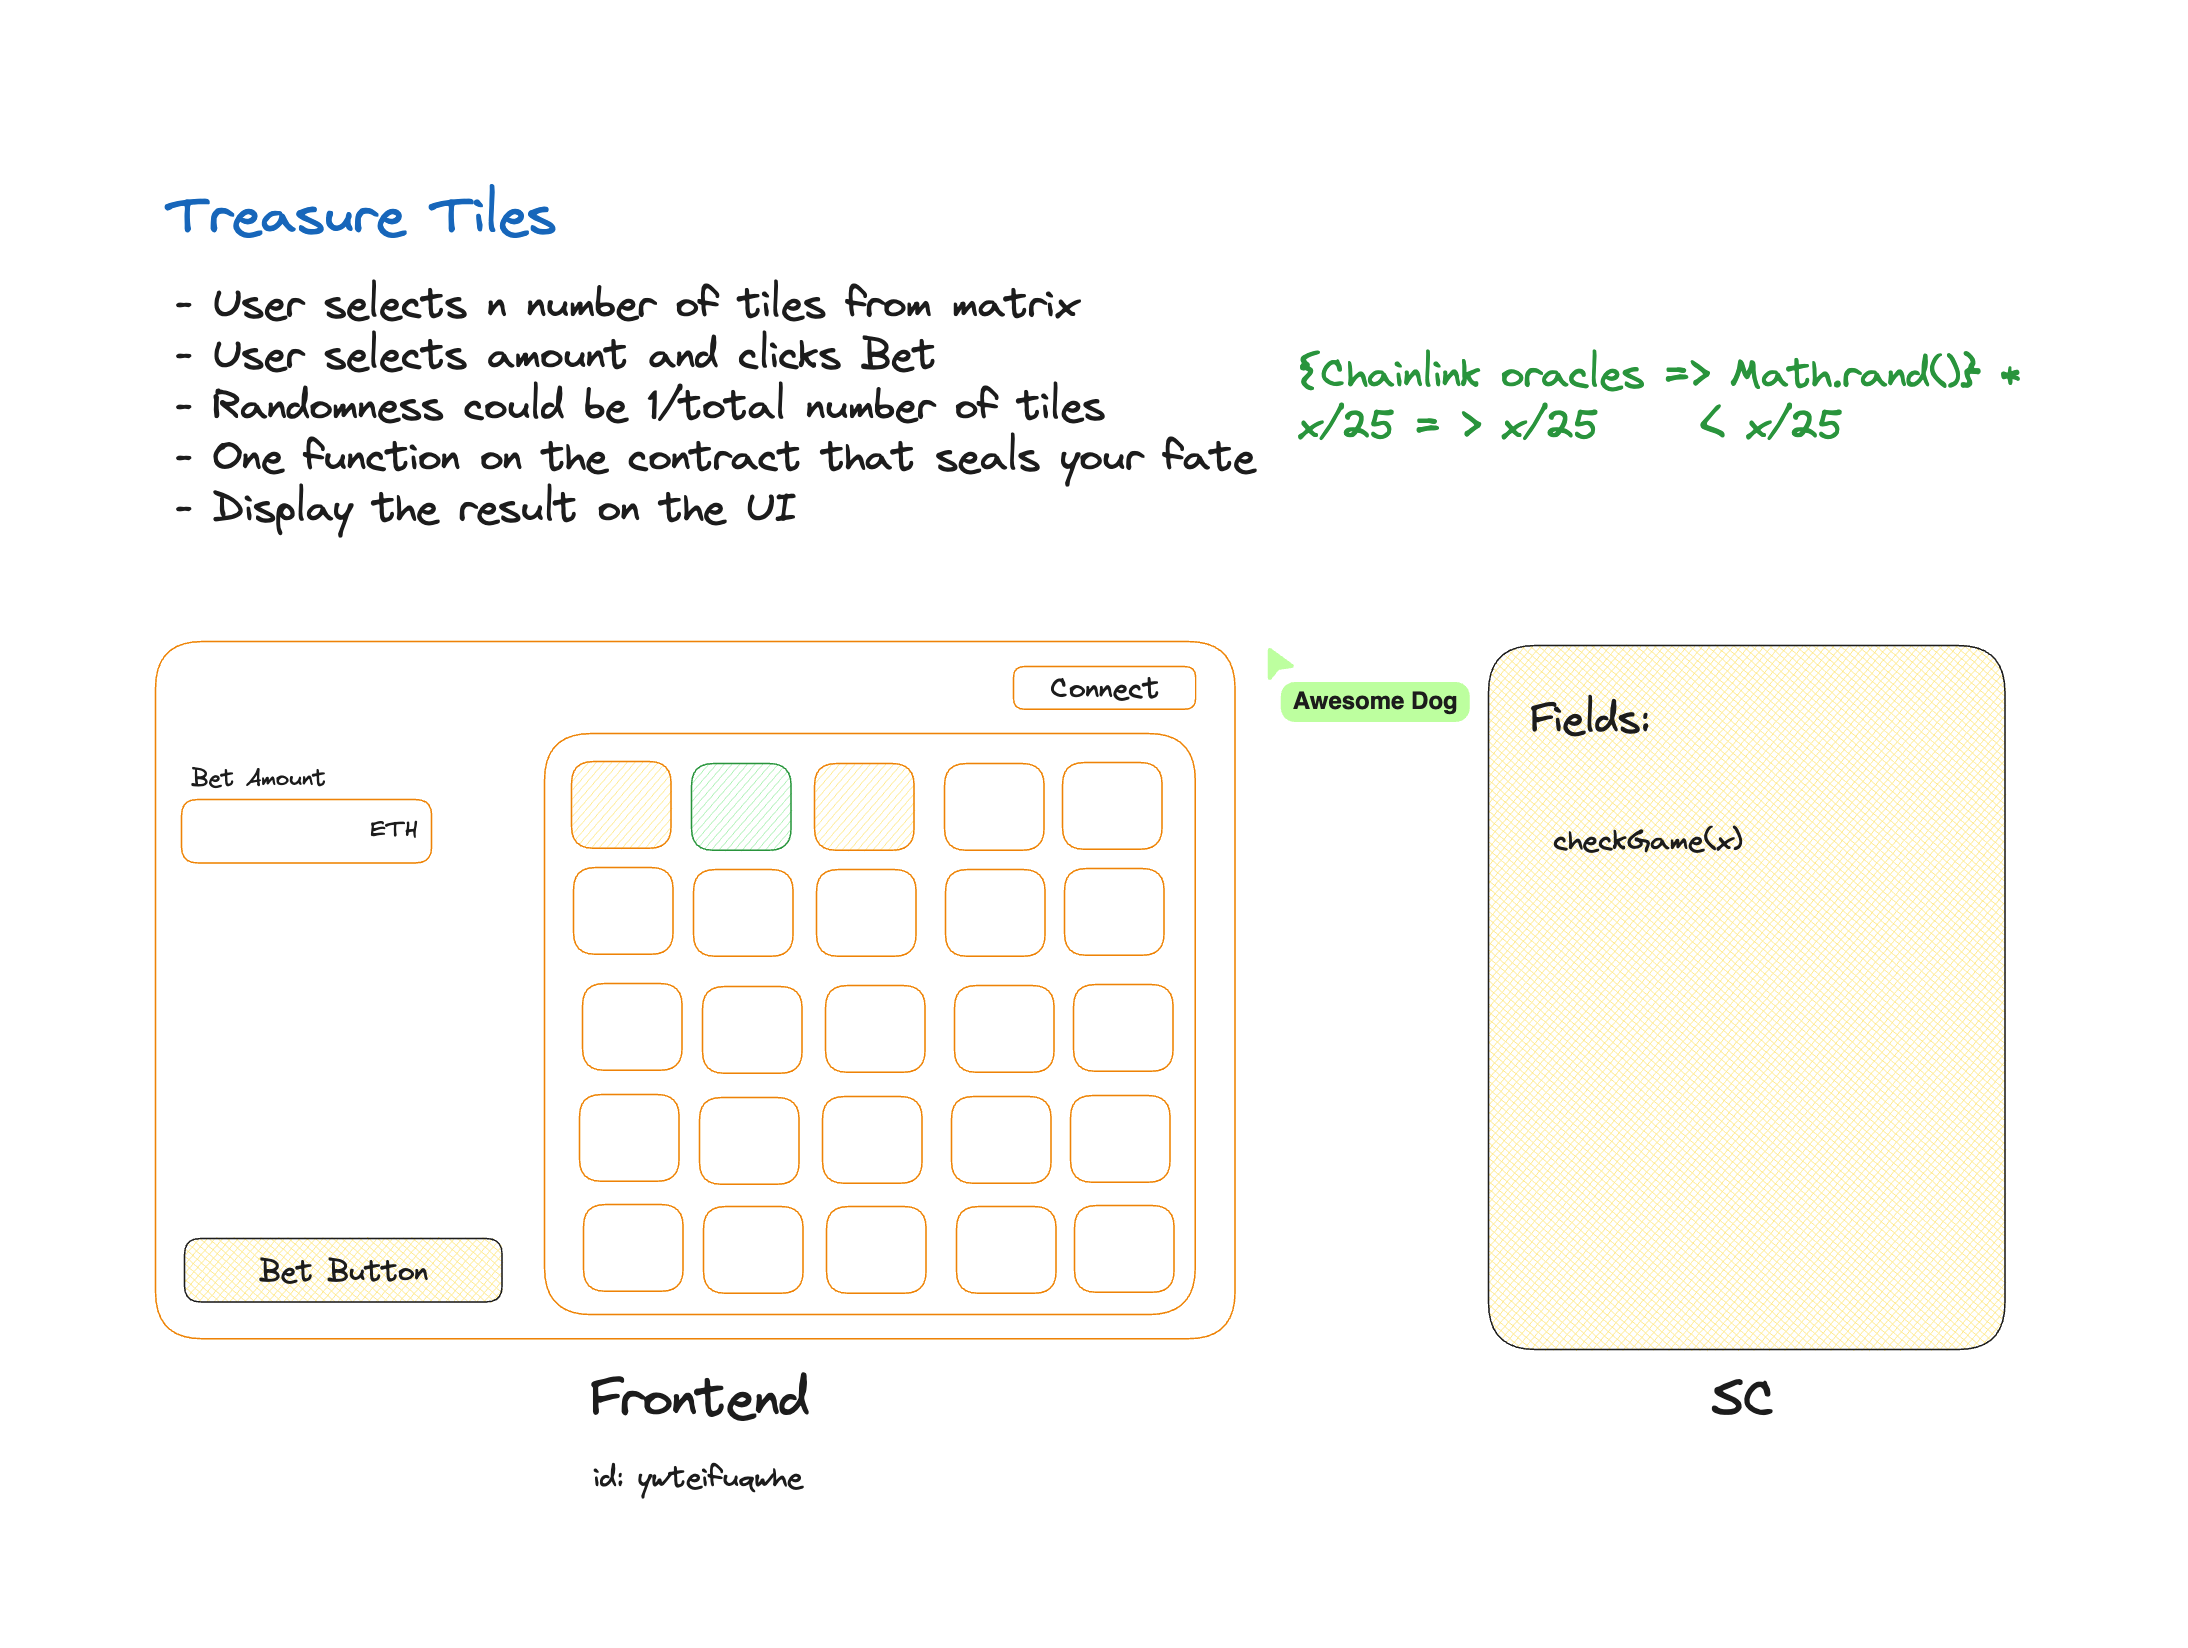 Treasure Tiles
- User selects n number of tiles from matrix
- User selects amount and clicks Bet
- Randomness could be 1/total number of tiles
- One function on the contract that seals your fate
- Display the result on the UI
{Chainlink oracles => Math.rand()} *
x/25 = > x/25 < x/25
Connect
Awesome Dog
Bet Amount
ETH
Bet Button
Fields:
checkGame(x)
Frontend
SC
id: